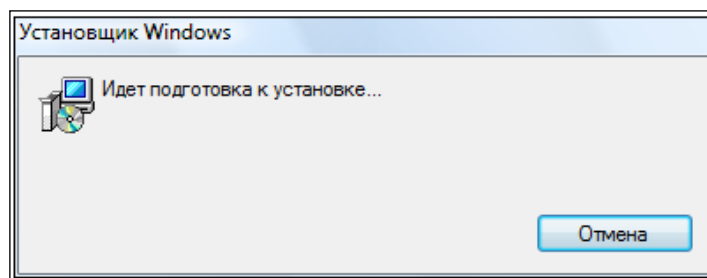 Установщик Windows
Идет подготовка к установке...
Отмена